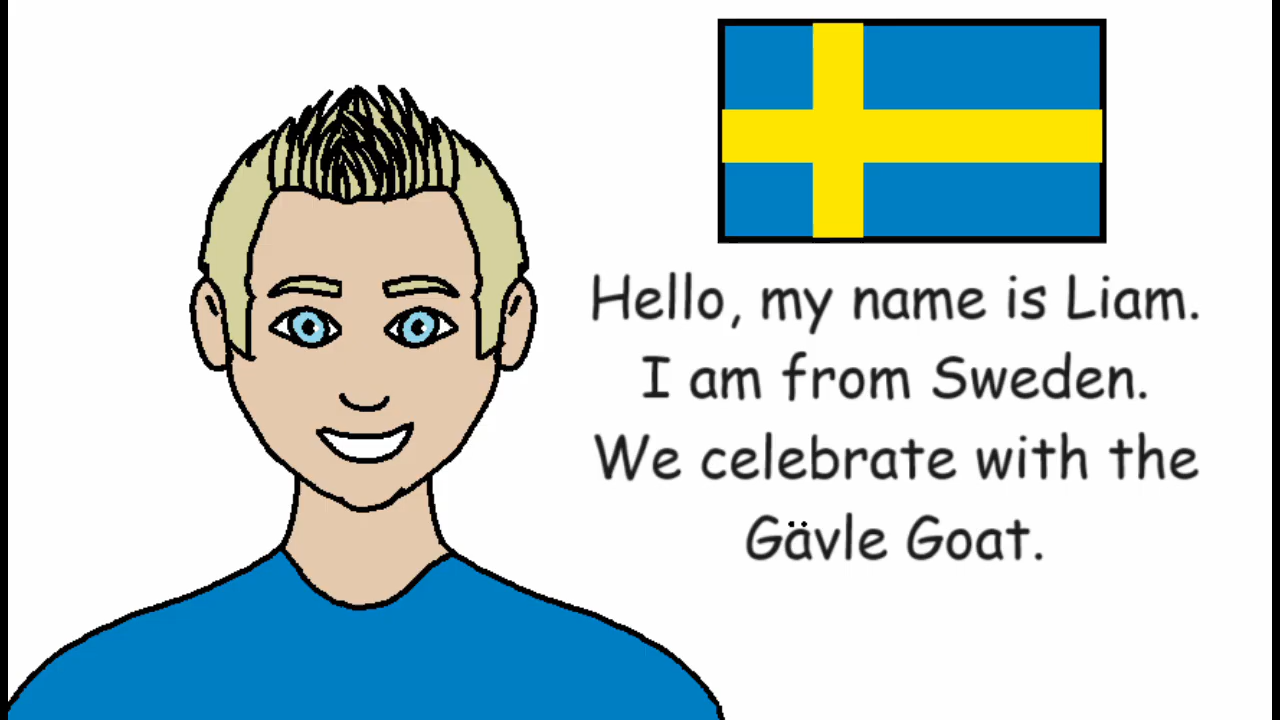 Hello, my name is Liam.
I am from Sweden.
We celebrate with the
Gävle Goat.